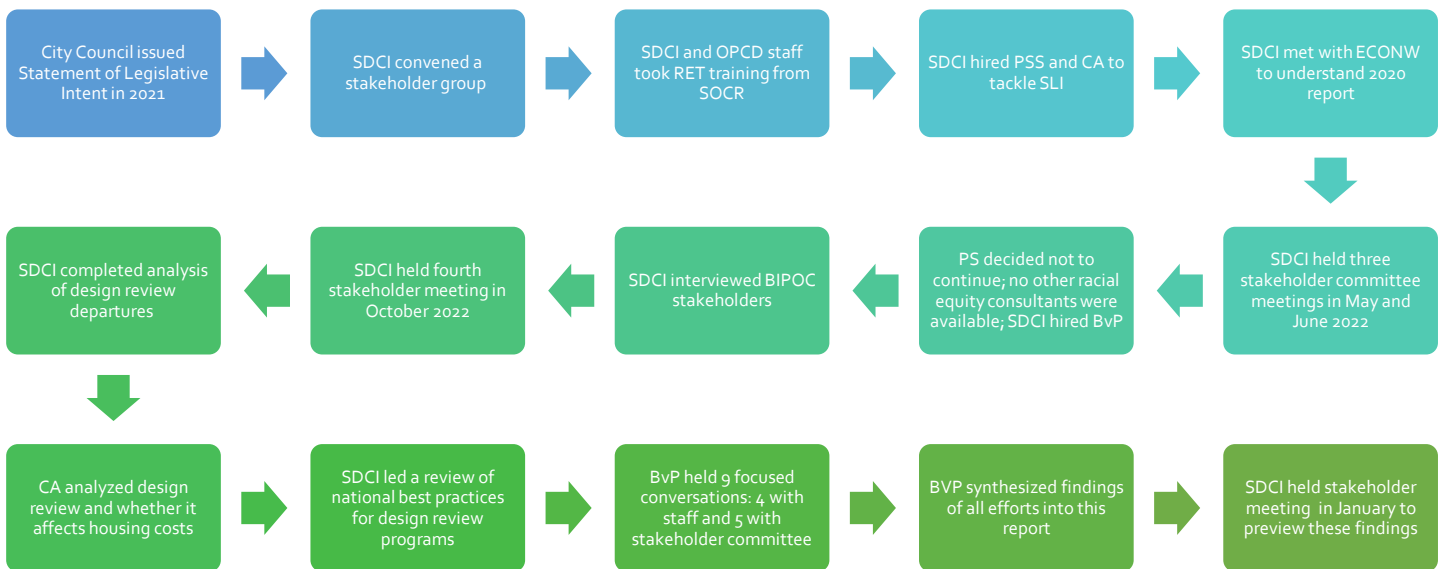 City Council issued
Statement of Legislative
Intent in 2021
SDCI convened a
stakeholder group
SDCI and OPCD staff
took RET training from
SOCR
SDCI hired PSS and CA to
tackle SLI
SDCI met with ECONW
to understand 2020
report
SDCI held three
stakeholder committee
meetings in May and
June 2022
PS decided not to
continue; no other racial
equity consultants were
available; SDCI hired BvP
SDCI interviewed BIPOC
stakeholders
SDCI held fourth
stakeholder meeting in
October 2022
SDCI completed analysis
of design review
departures
CA analyzed design
review and whether it
affects housing costs
SDCI led a review of
national best practices
for design review
programs
BvP held 9 focused
conversations: 4 with
staff and 5 with
stakeholder committee
BVP synthesized findings
of all efforts into this
report
SDCI held stakeholder
meeting in January to
preview these findings